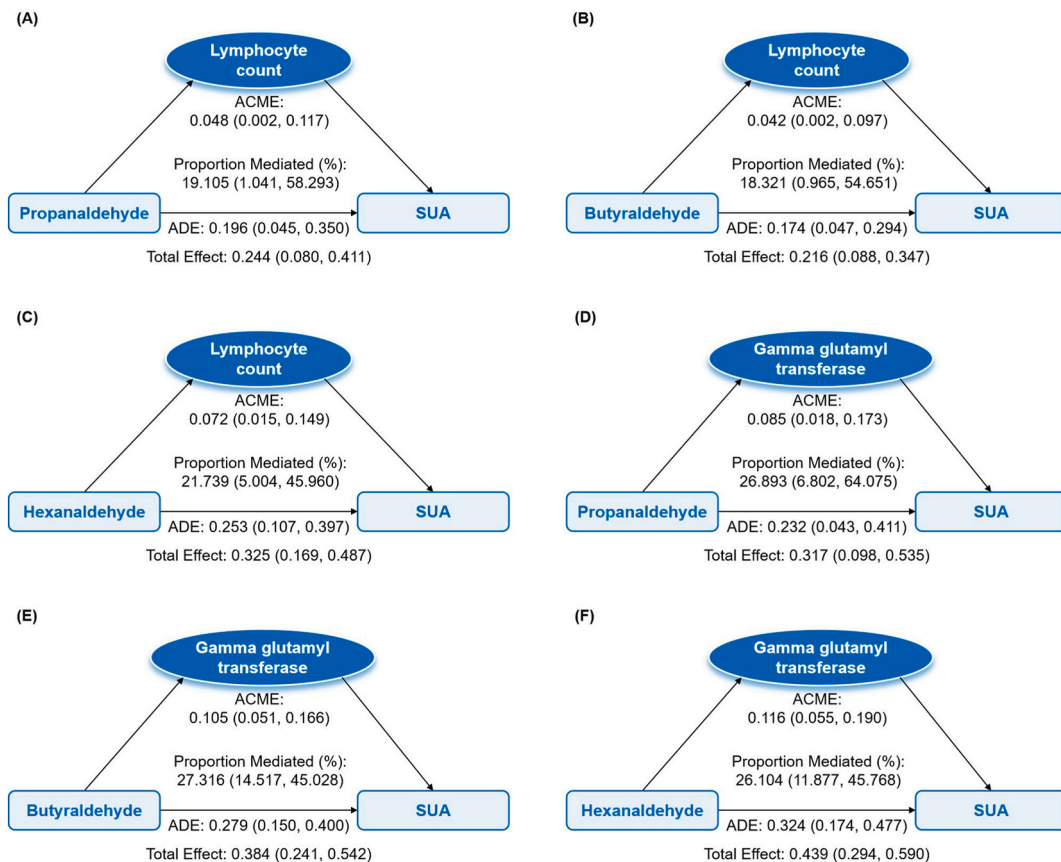 (A)
Lymphocyte
count
ACME:
0.048 (0.002, 0.117)
Proportion Mediated (%):
19.105 (1.041, 58.293)
Propanaldehyde
SUA
ADE: 0.196 (0.045, 0.350)
Total Effect: 0.244 (0.080, 0.411)
(B)
Lymphocyte
count
ACME:
0.042 (0.002, 0.097)
Proportion Mediated (%):
18.321 (0.965, 54.651)
Butyraldehyde
SUA
ADE: 0.174 (0.047, 0.294)
Total Effect: 0.216 (0.088, 0.347)
(C)
Lymphocyte
count
ACME:
0.072 (0.015, 0.149)
Proportion Mediated (%):
21.739 (5.004, 45.960)
Hexanaldehyde
SUA
ADE: 0.253 (0.107, 0.397)
Total Effect: 0.325 (0.169, 0.487)
(D)
Gamma glutamyl
transferase
ACME:
0.085 (0.018, 0.173)
Proportion Mediated (%):
26.893 (6.802, 64.075)
Propanaldehyde
SUA
ADE: 0.232 (0.043, 0.411)
Total Effect: 0.317 (0.098, 0.535)
(E)
Gamma glutamyl
transferase
ACME:
0.105 (0.051, 0.166)
Proportion Mediated (%):
27.316 (14.517, 45.028)
Butyraldehyde
SUA
ADE: 0.279 (0.150, 0.400)
Total Effect: 0.384 (0.241, 0.542)
(F)
Gamma glutamyl
transferase
ACME:
0.116 (0.055, 0.190)
Proportion Mediated (%):
26.104 (11.877, 45.768)
Hexanaldehyde
SUA
ADE: 0.324 (0.174, 0.477)
Total Effect: 0.439 (0.294, 0.590)